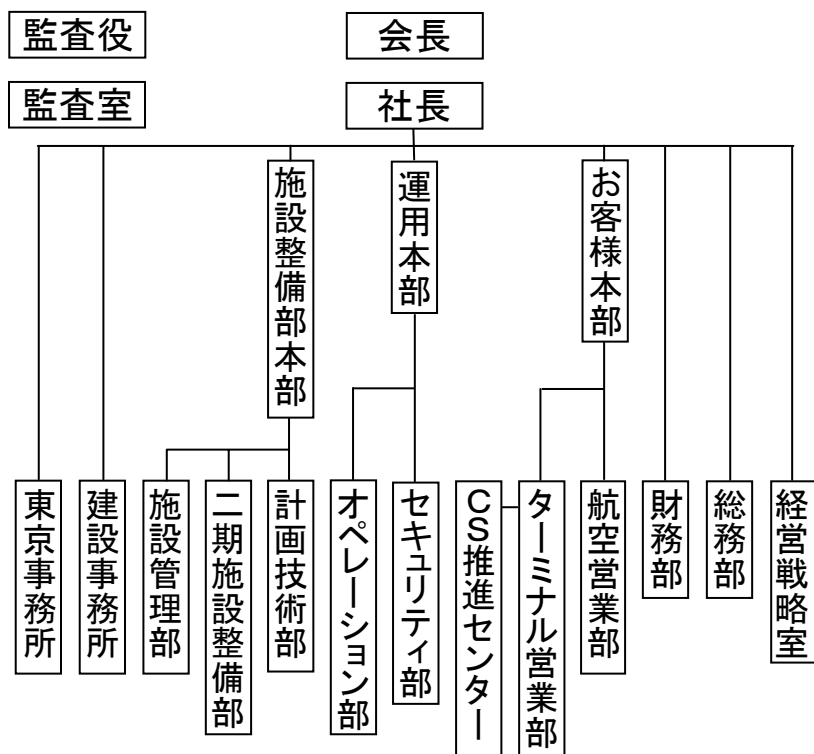 監査役
会長
監査室
社長
施設整備部本部
運用本部
お客様本部
東京事務所
建設事務所
施設管理部
二期施設整備部
計画技術部
オペレーション部
セキュリティ部
CS推進センター
ターミナル営業部
航空営業部
財務部
総務部
経営戦略室